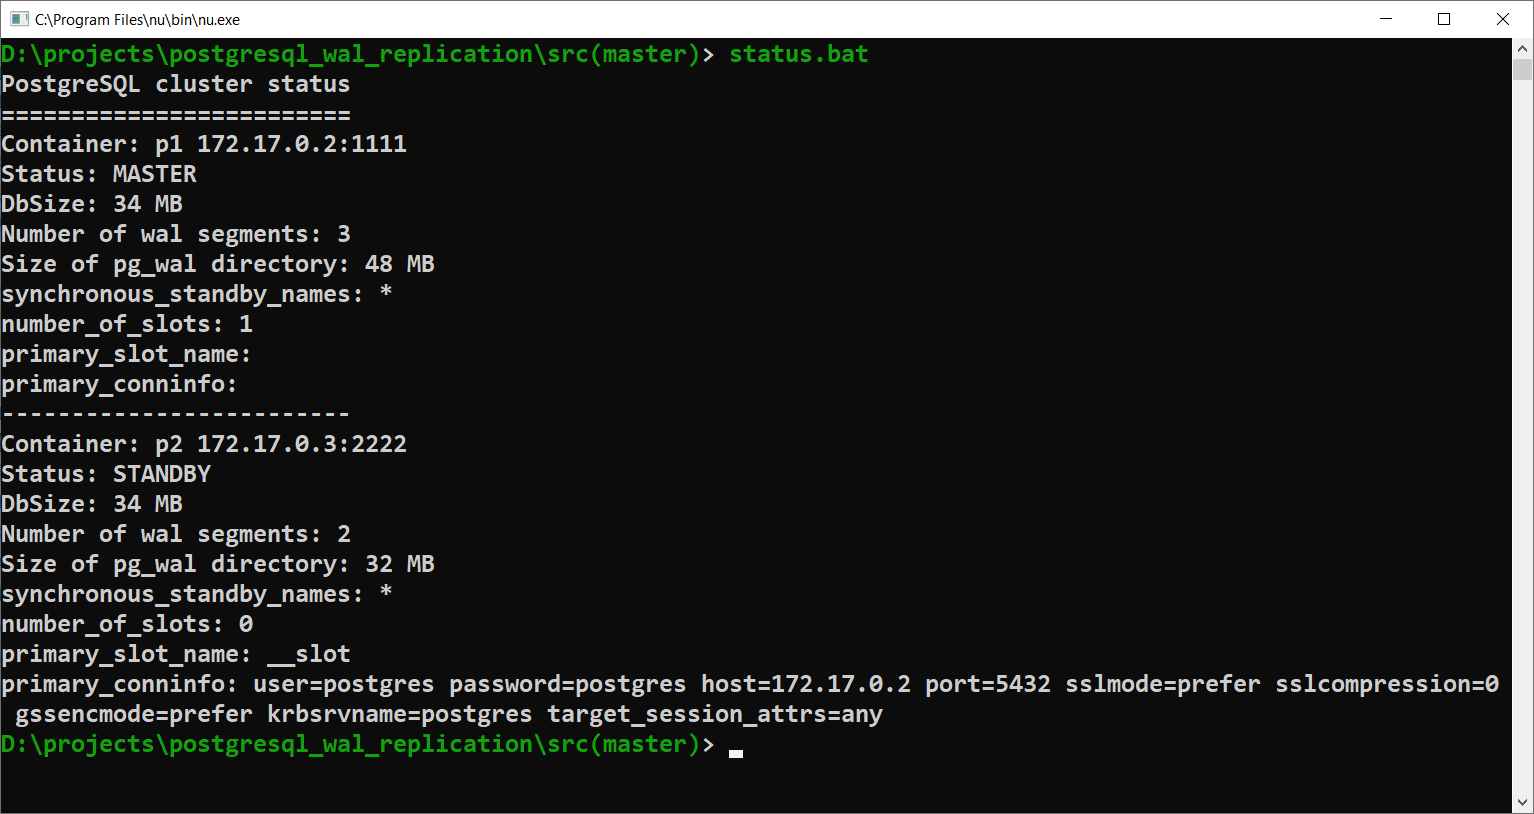 C:\Program Files\nu\bin\nu.exe
D:\projects\postgresql_wal_replication\src(master)> status.bat
PostgreSQL cluster status
=========================
Container: p1 172.17.0.2:1111
Status: MASTER
DbSize: 34 MB
Number of wal segments: 3
Size of pg_wal directory: 48 MB
synchronous_standby_names: *
number_of_slots: 1
primary_slot_name:
primary_conninfo:
-------------------------
Container: p2 172.17.0.3:2222
Status: STANDBY
DbSize: 34 MB
Number of wal segments: 2
Size of pg_wal directory: 32 MB
synchronous_standby_names: *
number_of_slots: 0
primary_slot_name: __slot
primary_conninfo: user=postgres password=postgres host=172.17.0.2 port=5432 sslmode=prefer sslcompression=0
 gssencmode=prefer krbsrvname=postgres target_session_attrs=any
D:\projects\postgresql_wal_replication\src(master)>